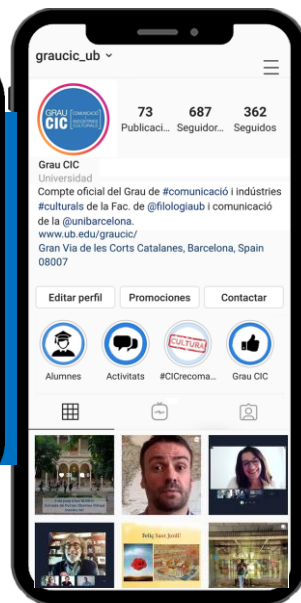 graucic_ub
GRAU CIC [COMUNICACIÓ INDÚSTRIES CULTURALS]
73 687 362
Publicaci... Seguidor... Seguidos
Grau CIC
Universidad
Compte oficial del Grau de #comunicació i indústries
#culturals de la Fac. de @filologiaub i comunicació
de la @unibarcelona.
www.ub.edu/graucic/
Gran Via de les Corts Catalanes, Barcelona, Spain
08007
Editar perfil Promociones Contactar
CULTURA
Alumnes Activitats #CICrecoma... Grau CIC
Feliç Sant Jordi!